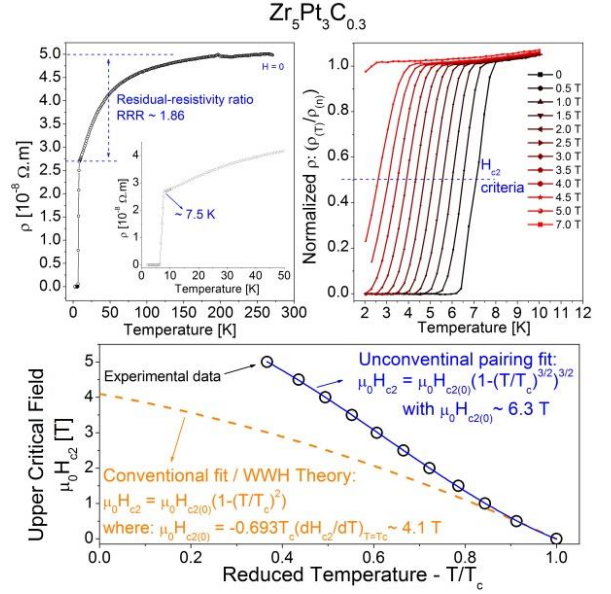 Zr5Pt3C0.3
5.0
4.5
4.0
3.5
3.0
2.5
2.0
1.5
1.0
0.5
0.0
ρ [10⁻⁸ Ω.m]
H = 0
Residual-resistivity ratio
RRR ~ 1.86
4
3
2
1
0
ρ [10⁻⁸ Ω.m]
~ 7.5 K
0 10 20 30 40 50
Temperature [K]
0 50 100 150 200 250 300
Temperature [K]
1.0
0.8
0.6
0.4
0.2
0.0
Normalized ρ: (ρ(T)/ρ(n))
0
0.5 T
1.0 T
1.5 T
2.0 T
2.5 T
3.0 T
3.5 T
4.0 T
4.5 T
5.0 T
7.0 T
Hc2
criteria
2 3 4 5 6 7 8 9 10 11 12
Temperature [K]
5
4
3
2
1
0
Upper Critical Field
μ0Hc2 [T]
Experimental data
Unconventinal pairing fit:
μ0Hc2 = μ0Hc2(0)(1-(T/Tc)^3/2)^3/2
with μ0Hc2(0)~ 6.3 T
Conventional fit / WWH Theory:
μ0Hc2 = μ0Hc2(0)(1-(T/Tc)²)
where: μ0Hc2(0) = -0.693Tc(dHc2/dT)T=Tc~ 4.1 T
0.0 0.2 0.4 0.6 0.8 1.0
Reduced Temperature - T/Tc